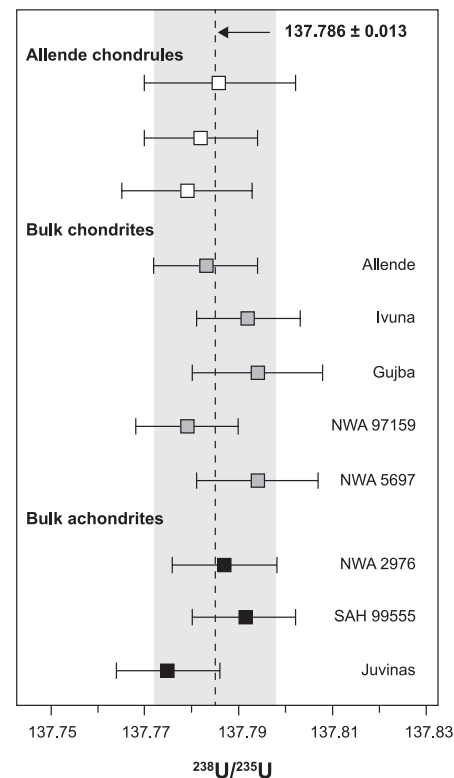 137.786 ± 0.013
Allende chondrules
Bulk chondrites
Allende
Ivuna
Gujba
NWA 97159
NWA 5697
Bulk achondrites
NWA 2976
SAH 99555
Juvinas
137.75 137.77 137.79 137.81 137.83
²³⁸U/²³⁵U